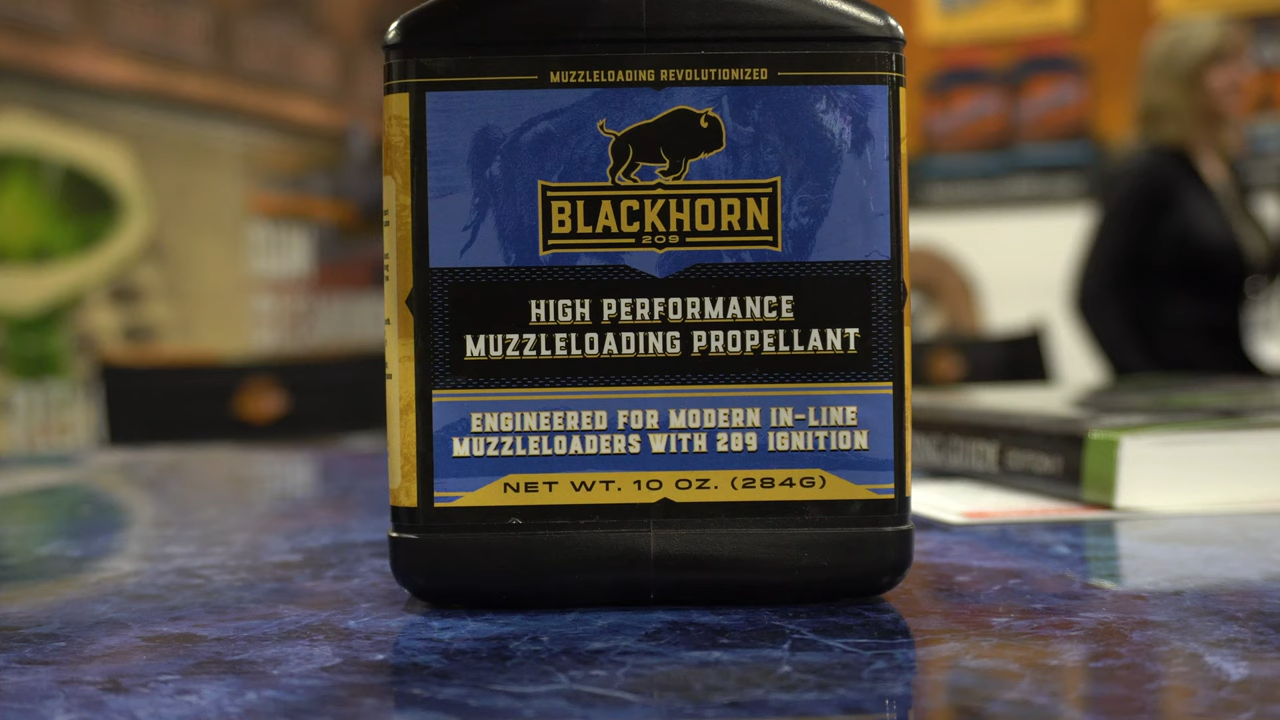 MUZZLELOADING REVOLUTIONIZED
BLACKHORN
209
HIGH PERFORMANCE
MUZZLELOADING PROPELLANT
ENGINEERED FOR MODERN IN-LINE
MUZZLELOADERS WITH 209 IGNITION
NET WT. 10 OZ. (284G)
GUIDE